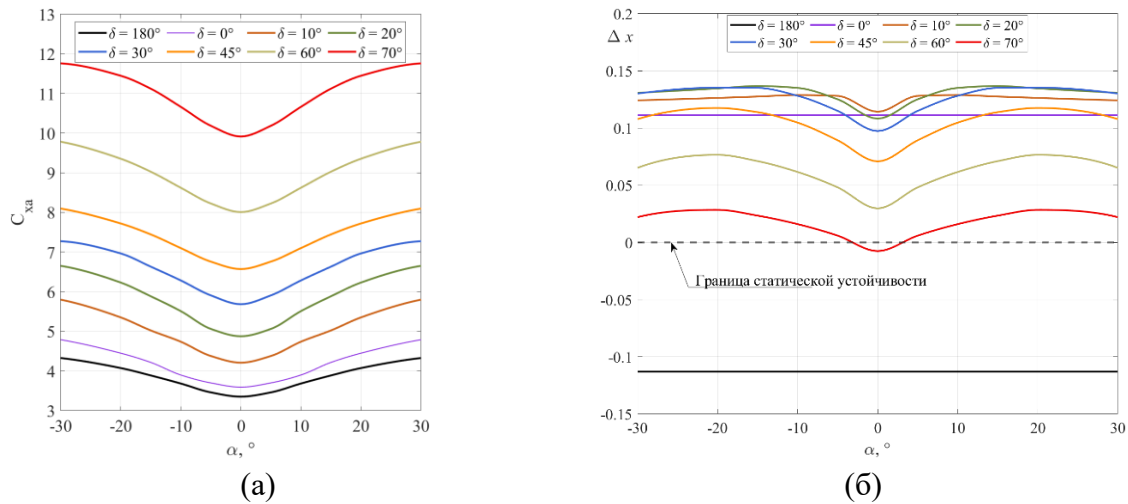 13
12
11
10
9
8
7
6
5
4
3
C_xa
δ = 180° δ = 0° δ = 10° δ = 20°
δ = 30° δ = 45° δ = 60° δ = 70°
-30 -20 -10 0 10 20 30
α, °
(а)
0.2
Δ x
0.15
0.1
0.05
0
-0.05
-0.1
-0.15
δ = 180° δ = 0° δ = 10° δ = 20°
δ = 30° δ = 45° δ = 60° δ = 70°
Граница статической устойчивости
-30 -20 -10 0 10 20 30
α, °
(б)